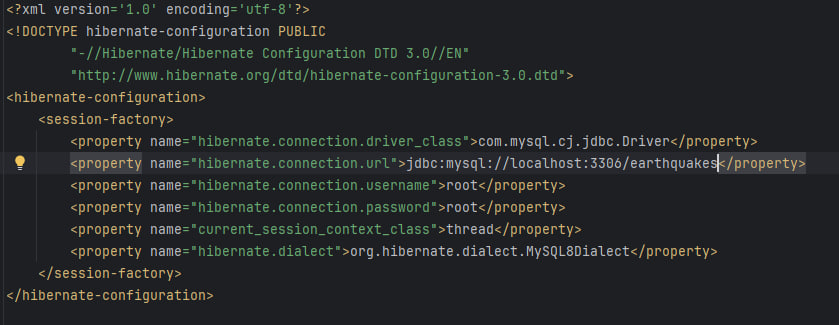 <?xml version='1.0' encoding='utf-8'?>
<!DOCTYPE hibernate-configuration PUBLIC
        "-//Hibernate/Hibernate Configuration DTD 3.0//EN"
        "http://www.hibernate.org/dtd/hibernate-configuration-3.0.dtd">
<hibernate-configuration>
    <session-factory>
        <property name="hibernate.connection.driver_class">com.mysql.cj.jdbc.Driver</property>
        <property name="hibernate.connection.url">jdbc:mysql://localhost:3306/earthquakes</property>
        <property name="hibernate.connection.username">root</property>
        <property name="hibernate.connection.password">root</property>
        <property name="current_session_context_class">thread</property>
        <property name="hibernate.dialect">org.hibernate.dialect.MySQL8Dialect</property>
    </session-factory>
</hibernate-configuration>